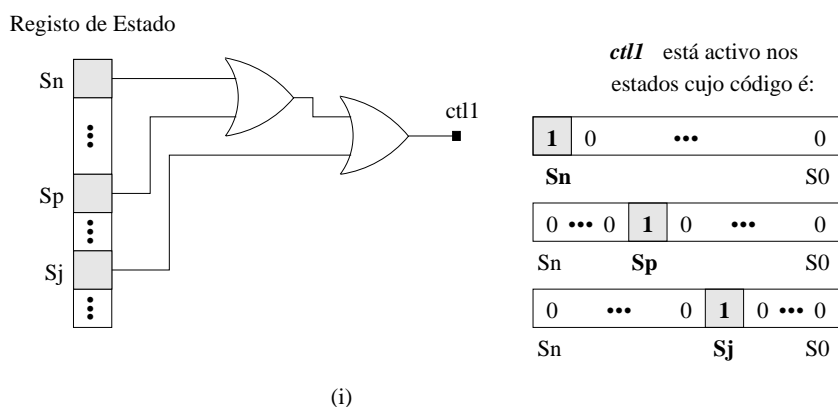 Registo de Estado
Sn
•••
Sp
•••
Sj
•••
ctl1
ctl1 está activo nos
estados cujo código é:
1 0 ••• 0
Sn S0
0 ••• 0 1 0 ••• 0
Sn Sp S0
0 ••• 0 1 0 ••• 0
Sn Sj S0
(i)